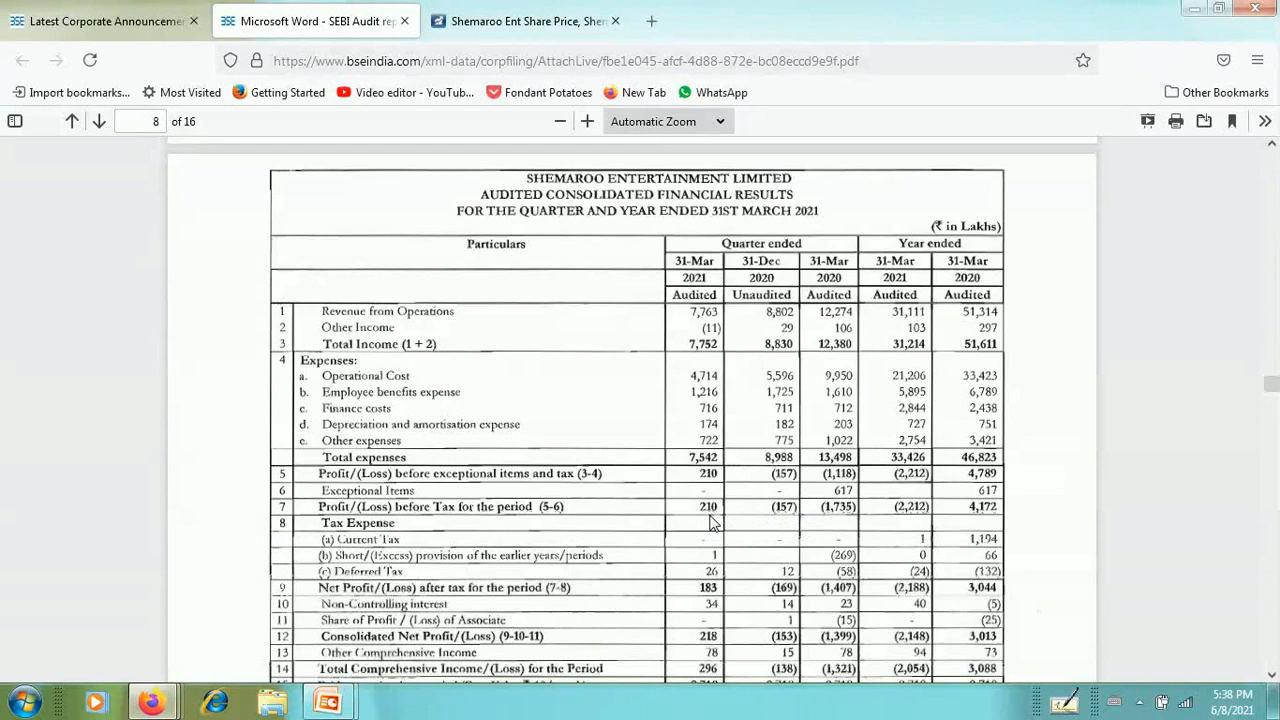 Latest Corporate Announcemen
Microsoft Word - SEBI Audit rep
Shemaroo Ent Share Price, Shem
https://www.bseindia.com/xml-data/corpfiling/AttachLive/fbe1e045-afcf-4d88-872e-bc08eccd9e9f.pdf
Import bookmarks... Most Visited Getting Started Video editor - YouTub... Fondant Potatoes New Tab WhatsApp Other Bookmarks
8 of 16 Automatic Zoom
SHEMAROO ENTERTAINMENT LIMITED
AUDITED CONSOLIDATED FINANCIAL RESULTS
FOR THE QUARTER AND YEAR ENDED 31ST MARCH 2021
(₹ in Lakhs)
Particulars Quarter ended Year ended
31-Mar 31-Dec 31-Mar 31-Mar 31-Mar
2021 2020 2020 2021 2020
Audited Unaudited Audited Audited Audited
1 Revenue from Operations 7,763 8,802 12,274 31,111 51,314
2 Other Income (11) 29 106 103 297
3 Total Income (1 + 2) 7,752 8,830 12,380 31,214 51,611
4 Expenses:
a. Operational Cost 4,714 5,596 9,950 21,206 33,423
b. Employee benefits expense 1,216 1,725 1,610 5,895 6,789
c. Finance costs 716 711 712 2,844 2,438
d. Depreciation and amortisation expense 174 182 203 727 751
e. Other expenses 722 775 1,022 2,754 3,421
Total expenses 7,542 8,988 13,498 33,426 46,823
5 Profit/(Loss) before exceptional items and tax (3-4) 210 (157) (1,118) (2,212) 4,789
6 Exceptional Items - - 617 617
7 Profit/(Loss) before Tax for the period (5-6) 210 (157) (1,735) (2,212) 4,172
8 Tax Expense
(a) Current Tax - - - 1 1,194
(b) Short/(Excess) provision of the earlier years/periods 1 (269) 0 66
(c) Deferred Tax 26 12 (58) (24) (132)
9 Net Profit/(Loss) after tax for the period (7-8) 183 (169) (1,407) (2,188) 3,044
10 Non-Controlling interest 34 14 23 40 (5)
11 Share of Profit / (Loss) of Associate - 1 (15) - (25)
12 Consolidated Net Profit/(Loss) (9-10-11) 218 (153) (1,399) (2,148) 3,013
13 Other Comprehensive Income 78 15 78 94 73
14 Total Comprehensive Income/(Loss) for the Period 296 (138) (1,321) (2,054) 3,088
5:38 PM
6/8/2021